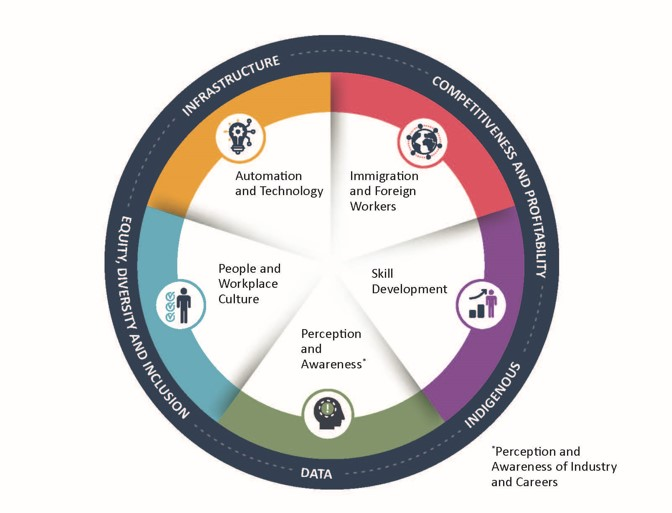 INFRASTRUCTURE
COMPETITIVENESS AND PROFITABILITY
Automation
and Technology
Immigration
and Foreign
Workers
EQUITY, DIVERSITY AND INCLUSION
People and
Workplace
Culture
Skill
Development
Perception
and
Awareness*
INDIGENOUS
DATA
*Perception and
Awareness of Industry
and Careers